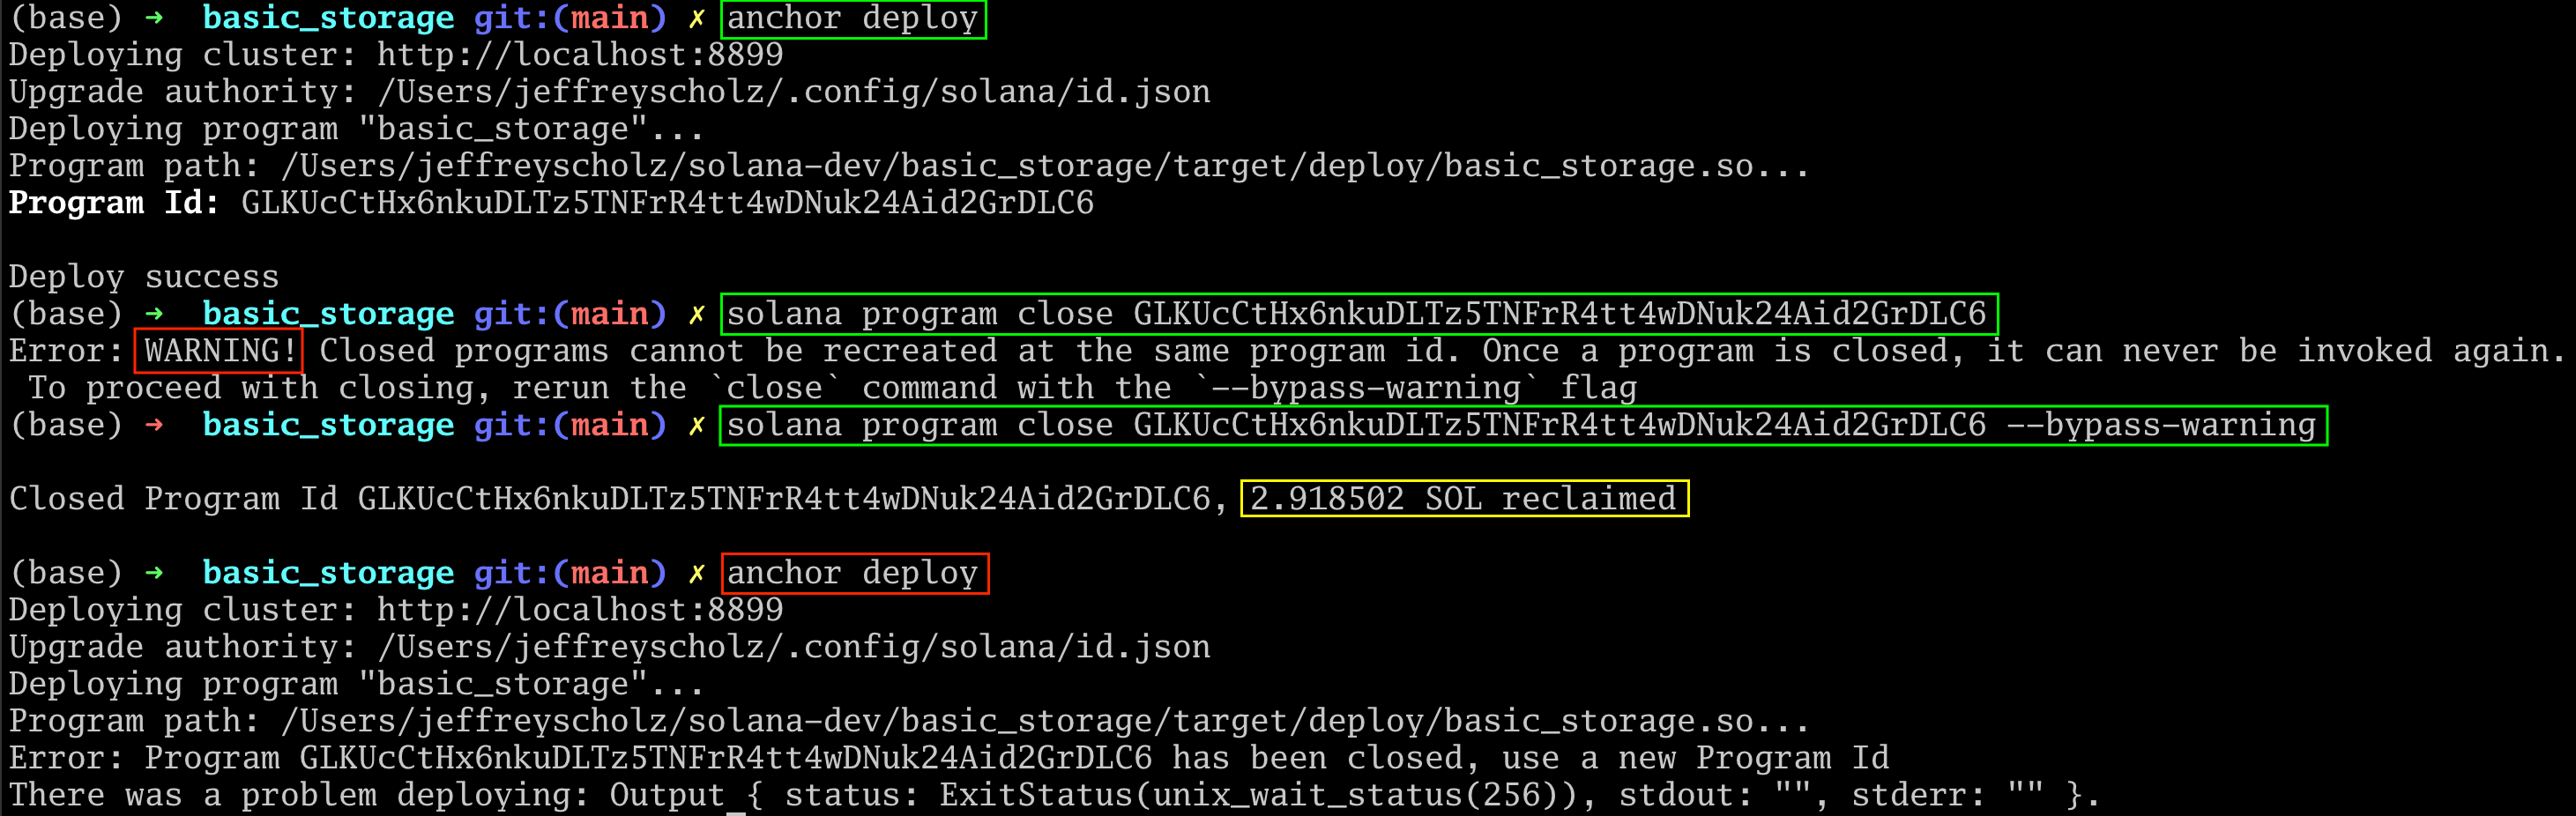 (base) ➜  basic_storage git:(main) ✗ anchor deploy
Deploying cluster: http://localhost:8899
Upgrade authority: /Users/jeffreyscholz/.config/solana/id.json
Deploying program "basic_storage"...
Program path: /Users/jeffreyscholz/solana-dev/basic_storage/target/deploy/basic_storage.so...
Program Id: GLKUcCtHx6nkuDLTz5TNFrR4tt4wDNuk24Aid2GrDLC6
Deploy success
(base) ➜  basic_storage git:(main) ✗ solana program close GLKUcCtHx6nkuDLTz5TNFrR4tt4wDNuk24Aid2GrDLC6
Error: WARNING! Closed programs cannot be recreated at the same program id. Once a program is closed, it can never be invoked again.
 To proceed with closing, rerun the `close` command with the `--bypass-warning` flag
(base) ➜  basic_storage git:(main) ✗ solana program close GLKUcCtHx6nkuDLTz5TNFrR4tt4wDNuk24Aid2GrDLC6 --bypass-warning
Closed Program Id GLKUcCtHx6nkuDLTz5TNFrR4tt4wDNuk24Aid2GrDLC6, 2.918502 SOL reclaimed
(base) ➜  basic_storage git:(main) ✗ anchor deploy
Deploying cluster: http://localhost:8899
Upgrade authority: /Users/jeffreyscholz/.config/solana/id.json
Deploying program "basic_storage"...
Program path: /Users/jeffreyscholz/solana-dev/basic_storage/target/deploy/basic_storage.so...
Error: Program GLKUcCtHx6nkuDLTz5TNFrR4tt4wDNuk24Aid2GrDLC6 has been closed, use a new Program Id
There was a problem deploying: Output { status: ExitStatus(unix_wait_status(256)), stdout: "", stderr: "" }.